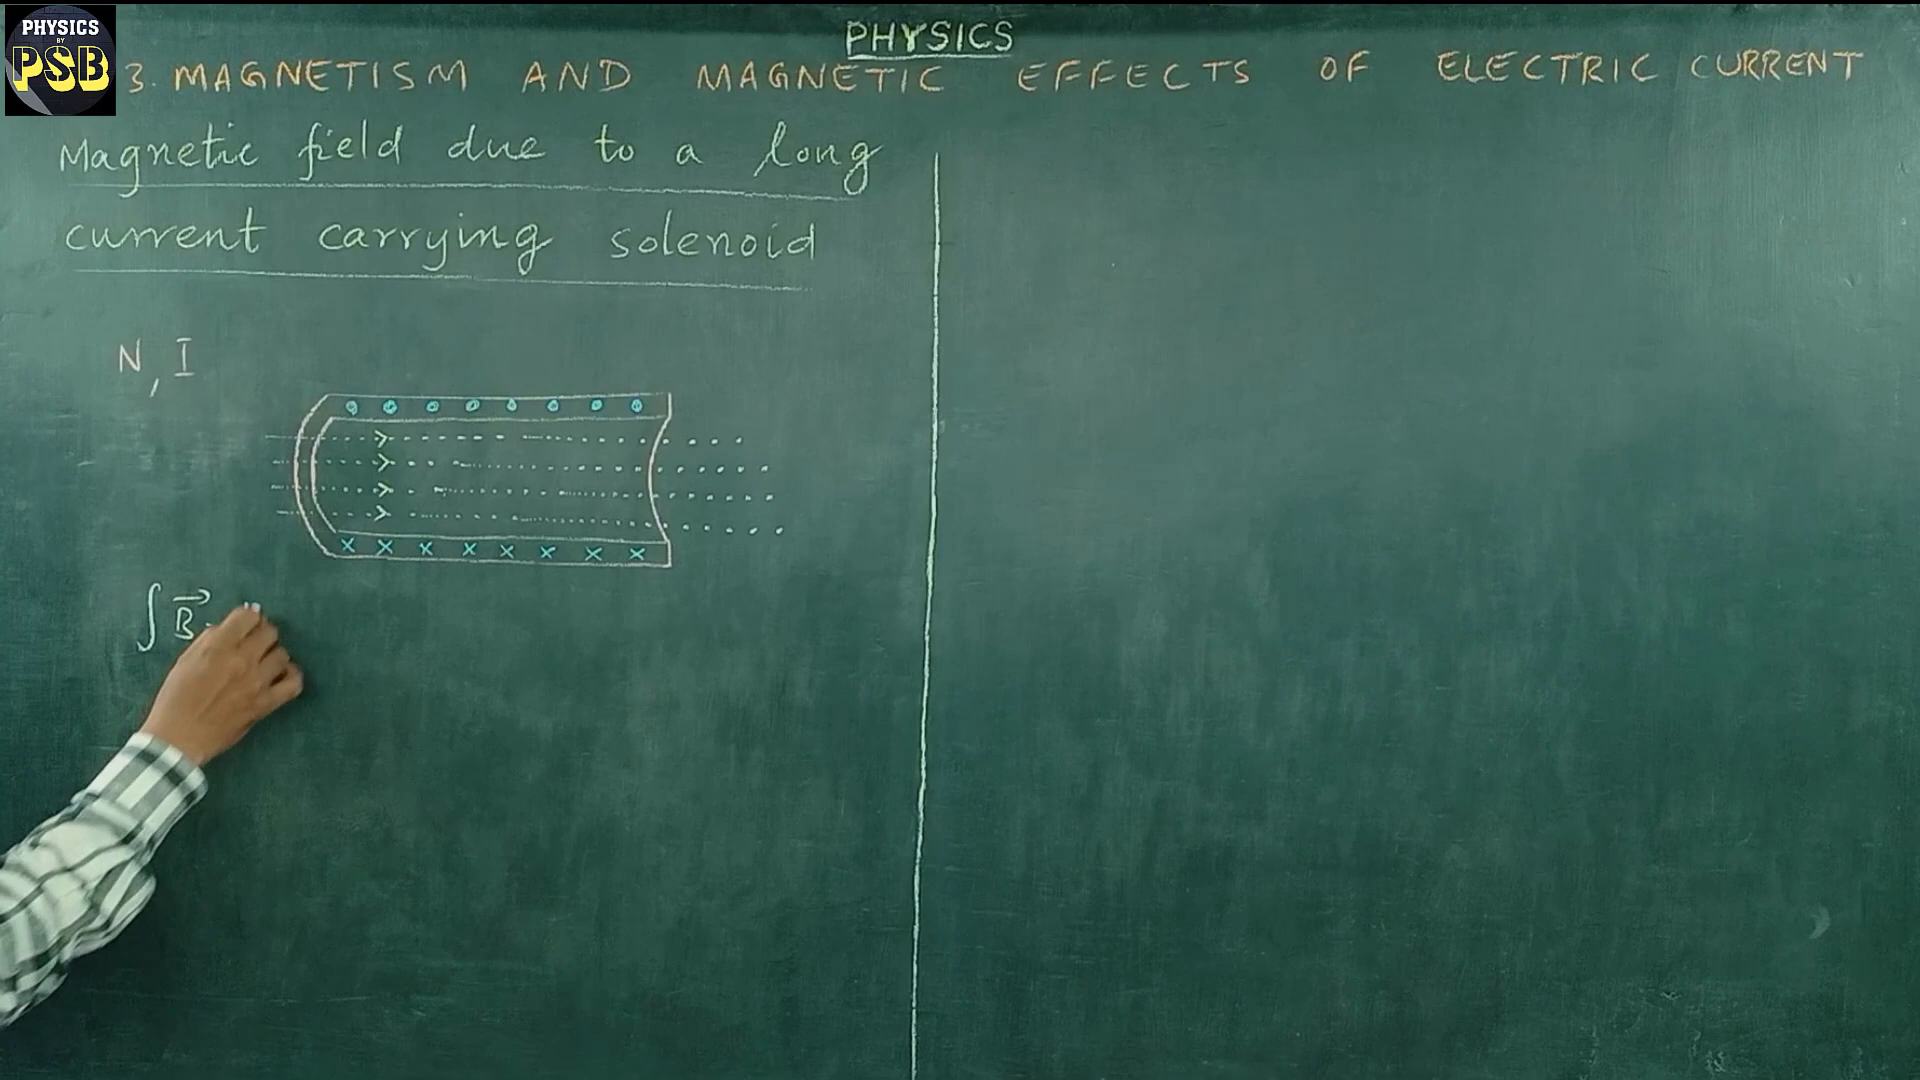 PHYSICS
BY
PSB
PHYSICS
3. MAGNETISM AND MAGNETIC EFFECTS OF ELECTRIC CURRENT
Magnetic field due to a long
current carrying solenoid
N, I
∫ B⃗ .